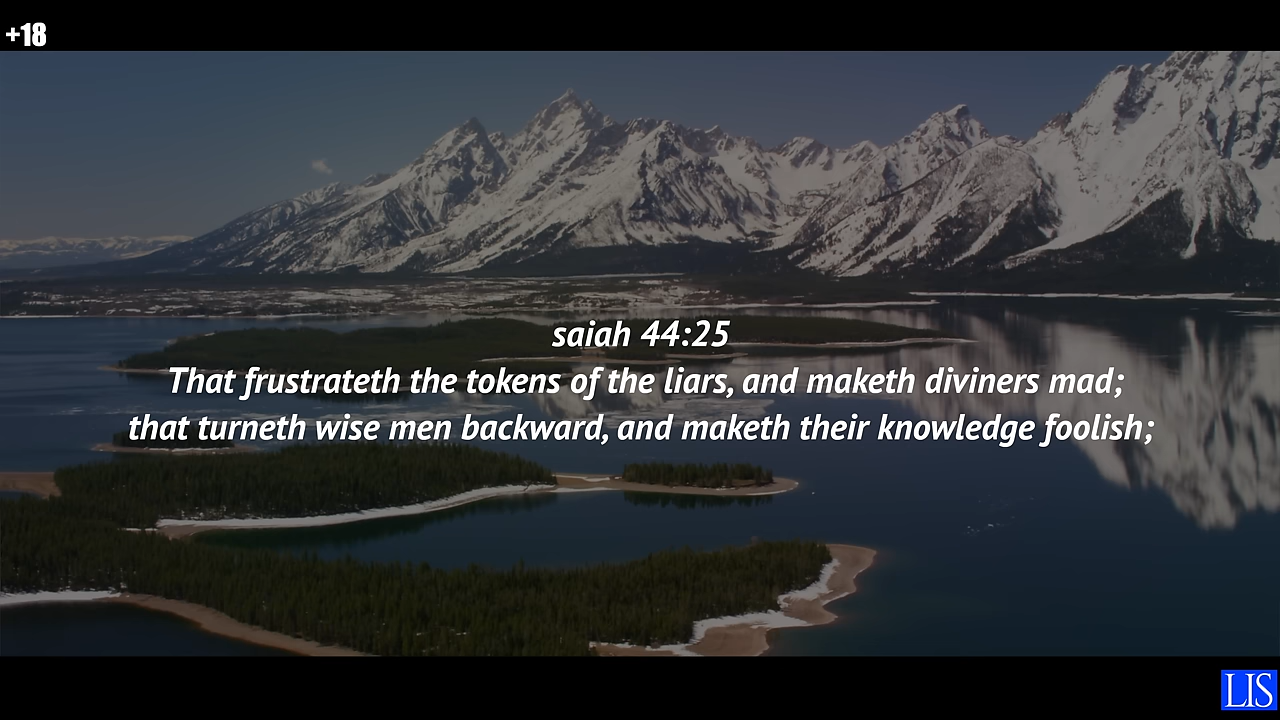 +18
saiah 44:25
That frustrateth the tokens of the liars, and maketh diviners mad;
that turneth wise men backward, and maketh their knowledge foolish;
LIS